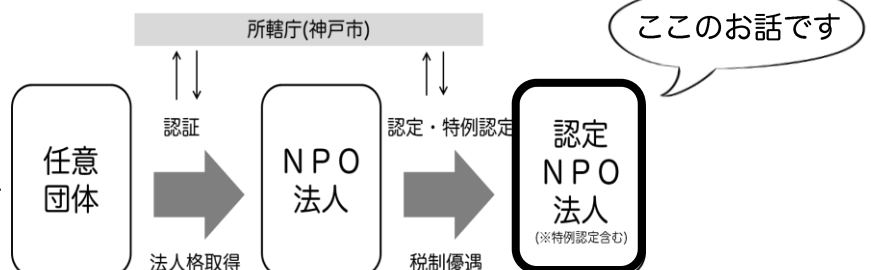 所轄庁(神戸市)
ここのお話です
認証
認定・特例認定
任意
団体
NPO
法人
認定
NPO
法人
(※特例認定含む)
法人格取得
税制優遇